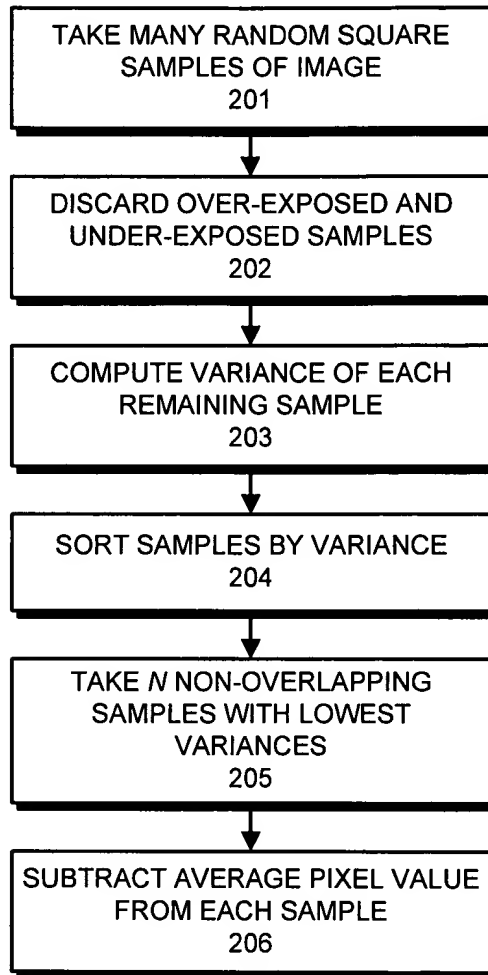 TAKE MANY RANDOM SQUARE
SAMPLES OF IMAGE
201
DISCARD OVER-EXPOSED AND
UNDER-EXPOSED SAMPLES
202
COMPUTE VARIANCE OF EACH
REMAINING SAMPLE
203
SORT SAMPLES BY VARIANCE
204
TAKE N NON-OVERLAPPING
SAMPLES WITH LOWEST
VARIANCES
205
SUBTRACT AVERAGE PIXEL VALUE
FROM EACH SAMPLE
206